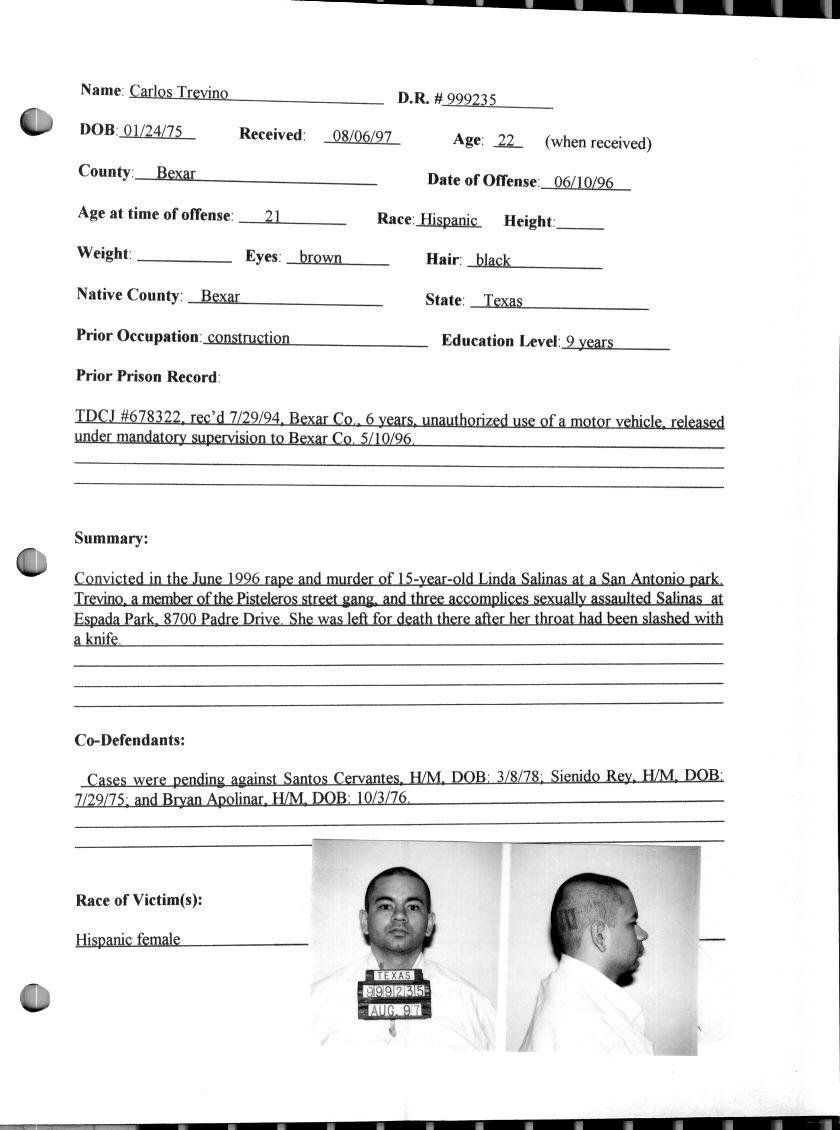 Name: Carlos Trevino D.R. # 999235
DOB: 01/24/75 Received: 08/06/97 Age: 22 (when received)
County: Bexar Date of Offense: 06/10/96
Age at time of offense: 21 Race: Hispanic Height:
Weight: Eyes: brown Hair: black
Native County: Bexar State: Texas
Prior Occupation: construction Education Level: 9 years
Prior Prison Record:
TDCJ #678322, rec'd 7/29/94, Bexar Co., 6 years, unauthorized use of a motor vehicle, released
under mandatory supervision to Bexar Co. 5/10/96.
Summary:
Convicted in the June 1996 rape and murder of 15-year-old Linda Salinas at a San Antonio park.
Trevino, a member of the Pisteleros street gang, and three accomplices sexually assaulted Salinas at
Espada Park, 8700 Padre Drive. She was left for death there after her throat had been slashed with
a knife.
Co-Defendants:
Cases were pending against Santos Cervantes, H/M, DOB: 3/8/78; Sienido Rey, H/M, DOB:
7/29/75; and Bryan Apolinar, H/M, DOB: 10/3/76.
Race of Victim(s):
Hispanic female
TEXAS
999235
AUG. 97